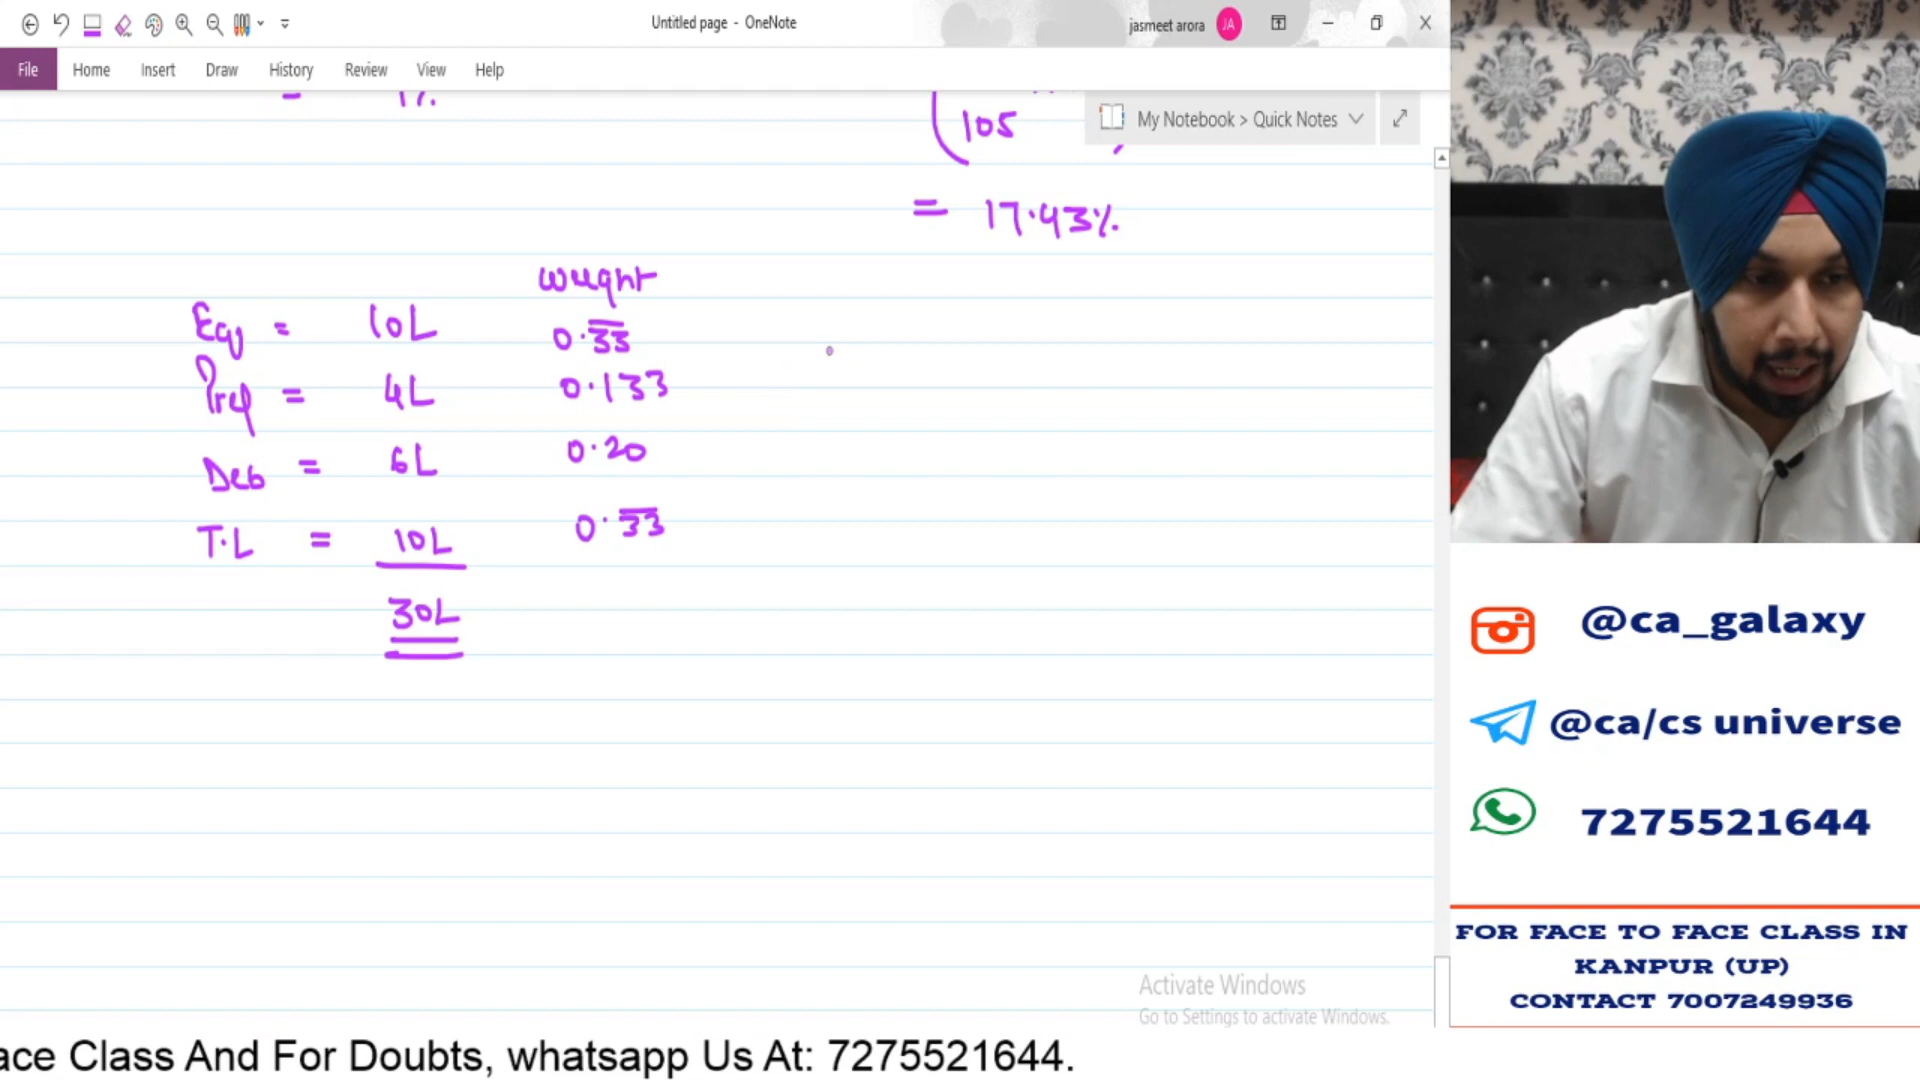 Untitled page - OneNote
jasmeet arora
JA
File Home Insert Draw History Review View Help
My Notebook > Quick Notes
= 1%
105
= 17.43%
weight
Equ = 10L 0.33
Pref = 4L 0.133
Deb = 6L 0.20
T.L = 10L 0.33
30L
@ca_galaxy
@ca/cs universe
7275521644
FOR FACE TO FACE CLASS IN
KANPUR (UP)
CONTACT 7007249936
Activate Windows
Go to Settings to activate Windows.
ace Class And For Doubts, whatsapp Us At: 7275521644.